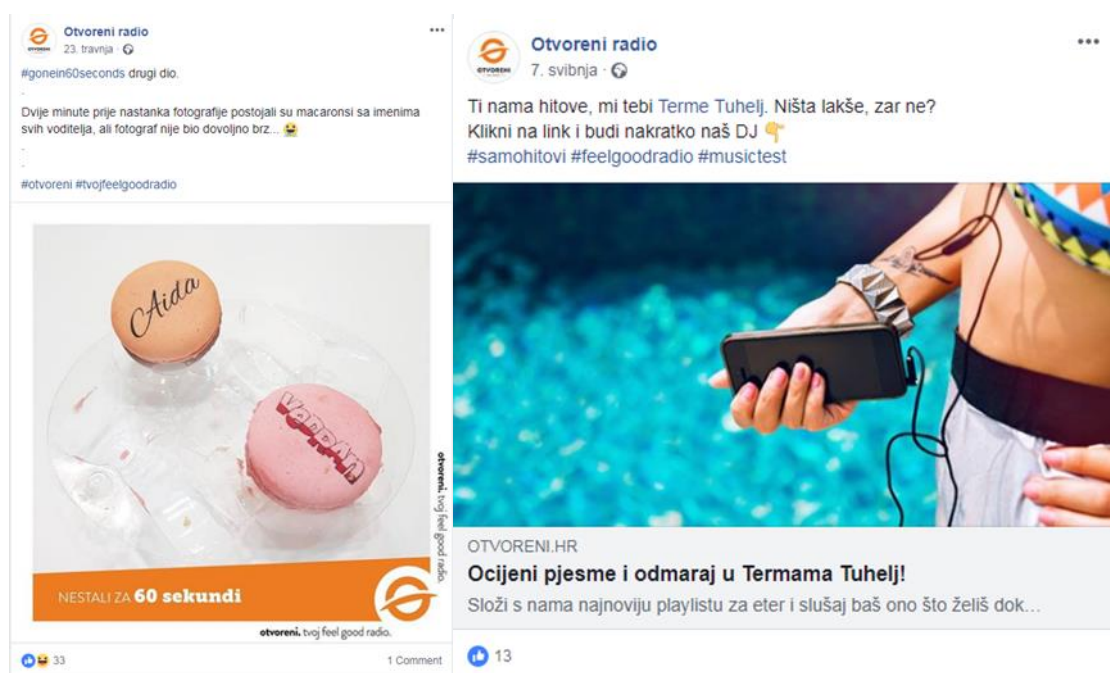 Otvoreni radio
23. travnja
#gonein60seconds drugi dio.
.
Dvije minute prije nastanka fotografije postojali su macaronsi sa imenima
svih voditelja, ali fotograf nije bio dovoljno brz... 😭
.
.
#otvoreni #tvojfeelgoodradio
Aida
VODRAN
otvoreni. tvoj feel good radio.
NESTALI ZA 60 sekundi
otvoreni. tvoj feel good radio.
33
1 Comment
Otvoreni radio
7. svibnja
Ti nama hitove, mi tebi Terme Tuhelj. Ništa lakše, zar ne?
Klikni na link i budi nakratko naš DJ 👇
#samohitovi #feelgoodradio #musictest
OTVORENI.HR
Ocijeni pjesme i odmaraj u Termama Tuhelj!
Složi s nama najnoviju playlistu za eter i slušaj baš ono što želiš dok...
13